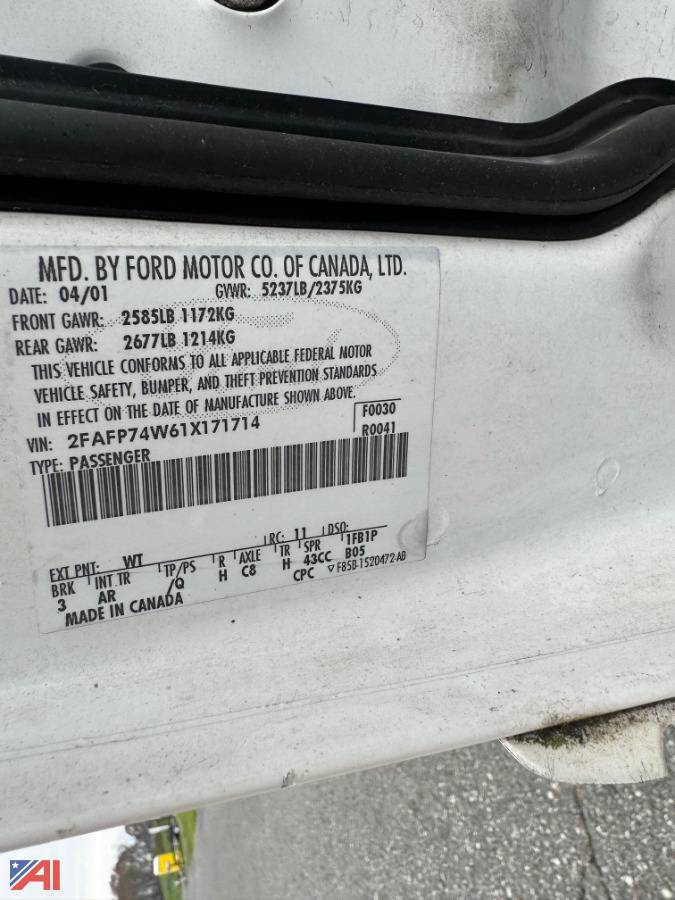 MFD. BY FORD MOTOR CO. OF CANADA, LTD.
DATE: 04/01 GVWR: 5237LB/2375KG
FRONT GAWR: 2585LB 1172KG
REAR GAWR: 2677LB 1214KG
THIS VEHICLE CONFORMS TO ALL APPLICABLE FEDERAL MOTOR
VEHICLE SAFETY, BUMPER, AND THEFT PREVENTION STANDARDS
IN EFFECT ON THE DATE OF MANUFACTURE SHOWN ABOVE.
VIN: 2FAFP74W61X171714 F0030
TYPE: PASSENGER R0041
EXT PNT: WT RC: 11 DSO:
BRK INT TR TP/PS R AXLE TR SPR 1FB1P
3 AR /Q H C8 H 43CC B05
CPC ▽F85B-1520472-AB
MADE IN CANADA
AI